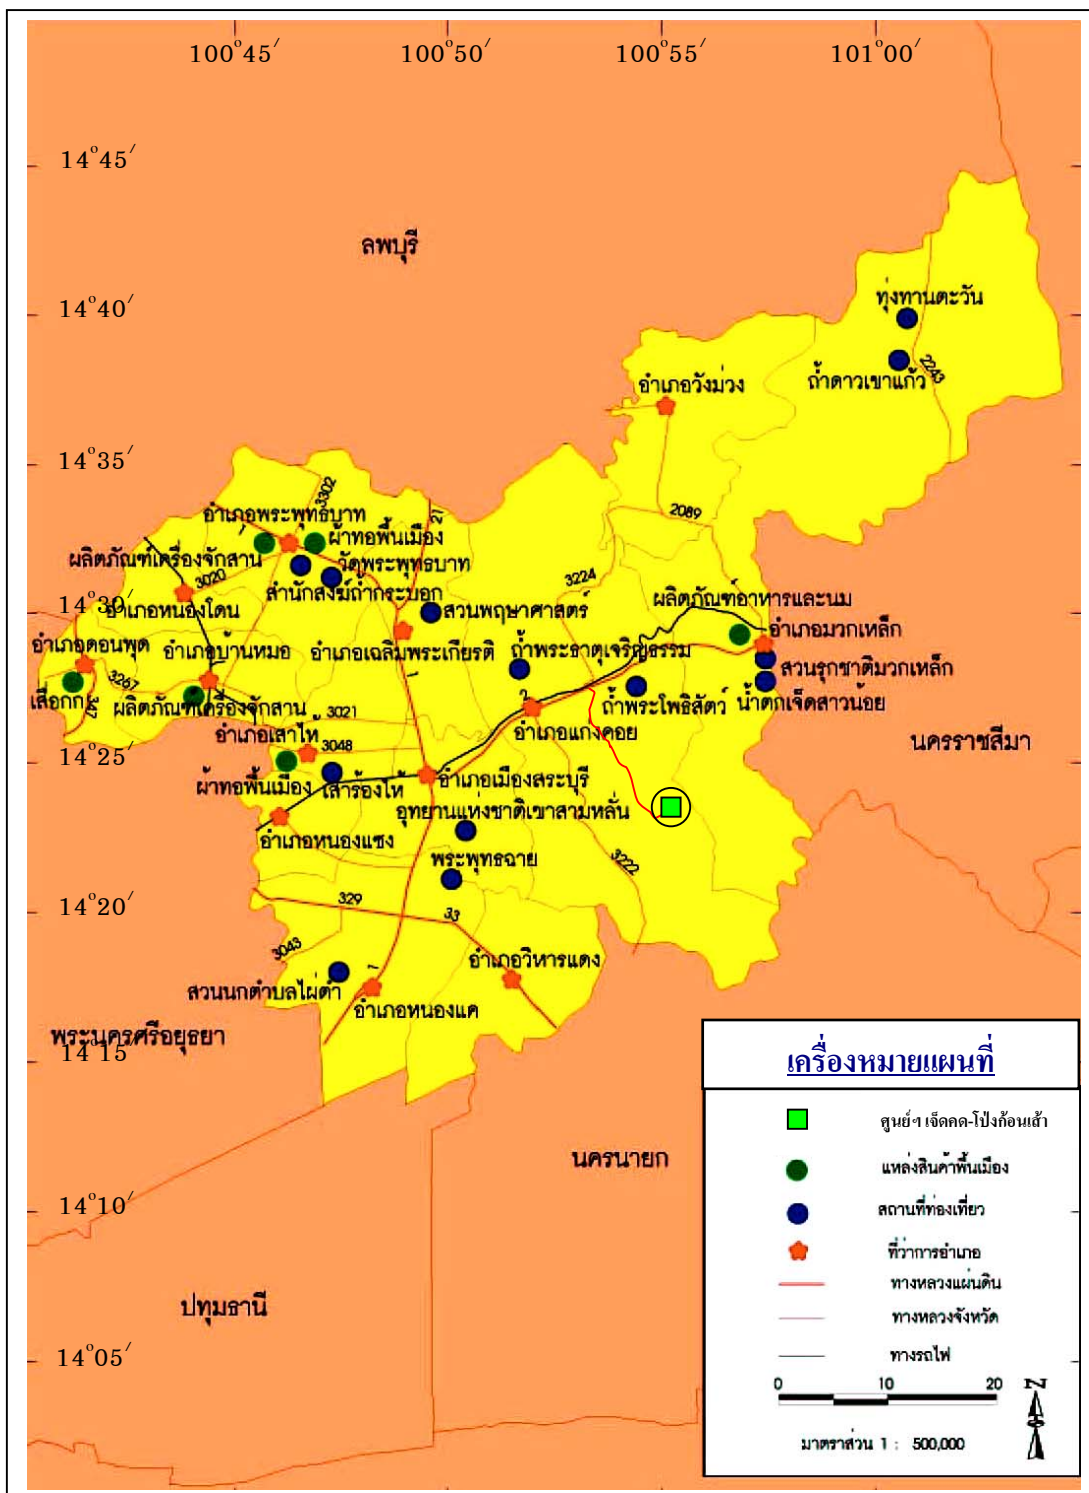 100°45′ 100°50′ 100°55′ 101°00′
14°45′
ลพบุรี
14°40′
ทุ่งทานตะวัน
ถ้ำดาวเขาแก้ว
2243
อำเภอวังม่วง
14°35′
3302
อำเภอพระพุทธบาท
1
21
2089
ผ้าทอพื้นเมือง
ผลิตภัณฑ์เครื่องจักสาน
วัดพระพุทธบาท
3020
สำนักสงฆ์ถ้ำกระบอก
3224
ผลิตภัณฑ์อาหารและนม
14°30′
อำเภอหนองโดน
สวนพฤษาศาสตร์
อำเภอมวกเหล็ก
อำเภอดอนพุด
อำเภอบ้านหมอ
อำเภอเฉลิมพระเกียรติ
ถ้ำพระธาตุเจริญธรรม
สวนรุกชาติมวกเหล็ก
3267
1
2
เสื่อกก
347
ผลิตภัณฑ์เครื่องจักสาน
ถ้ำพระโพธิสัตว์
น้ำตกเจ็ดสาวน้อย
3021
อำเภอแก่งคอย
อำเภอเสาไห้
3048
นครราชสีมา
14°25′
ผ้าทอพื้นเมือง
เสาร้องไห้
อำเภอเมืองสระบุรี
อุทยานแห่งชาติเขาสามหลั่น
อำเภอหนองแซง
พระพุทธฉาย
3222
14°20′
329
33
3043
อำเภอวิหารแดง
1
สวนนกตำบลไผ่ดำ
อำเภอหนองแค
พระนครศรีอยุธยา
14°15′
เครื่องหมายแผนที่
ศูนย์ฯ เจ็ดคด-โป่งก้อนเส้า
นครนายก
แหล่งสินค้าพื้นเมือง
14°10′
สถานที่ท่องเที่ยว
ที่ว่าการอำเภอ
ทางหลวงแผ่นดิน
ปทุมธานี
ทางหลวงจังหวัด
14°05′
ทางรถไฟ
0 10 20
N
มาตราส่วน 1 : 500,000